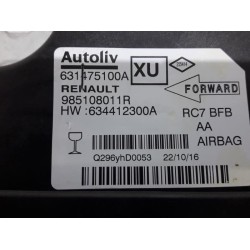 Autoliv
XU
631475100A
RENAULT
FORWARD
985108011R
HW :634412300A
RC7 BFB
AA
AIRBAG
Q296yhD0053
22/10/16